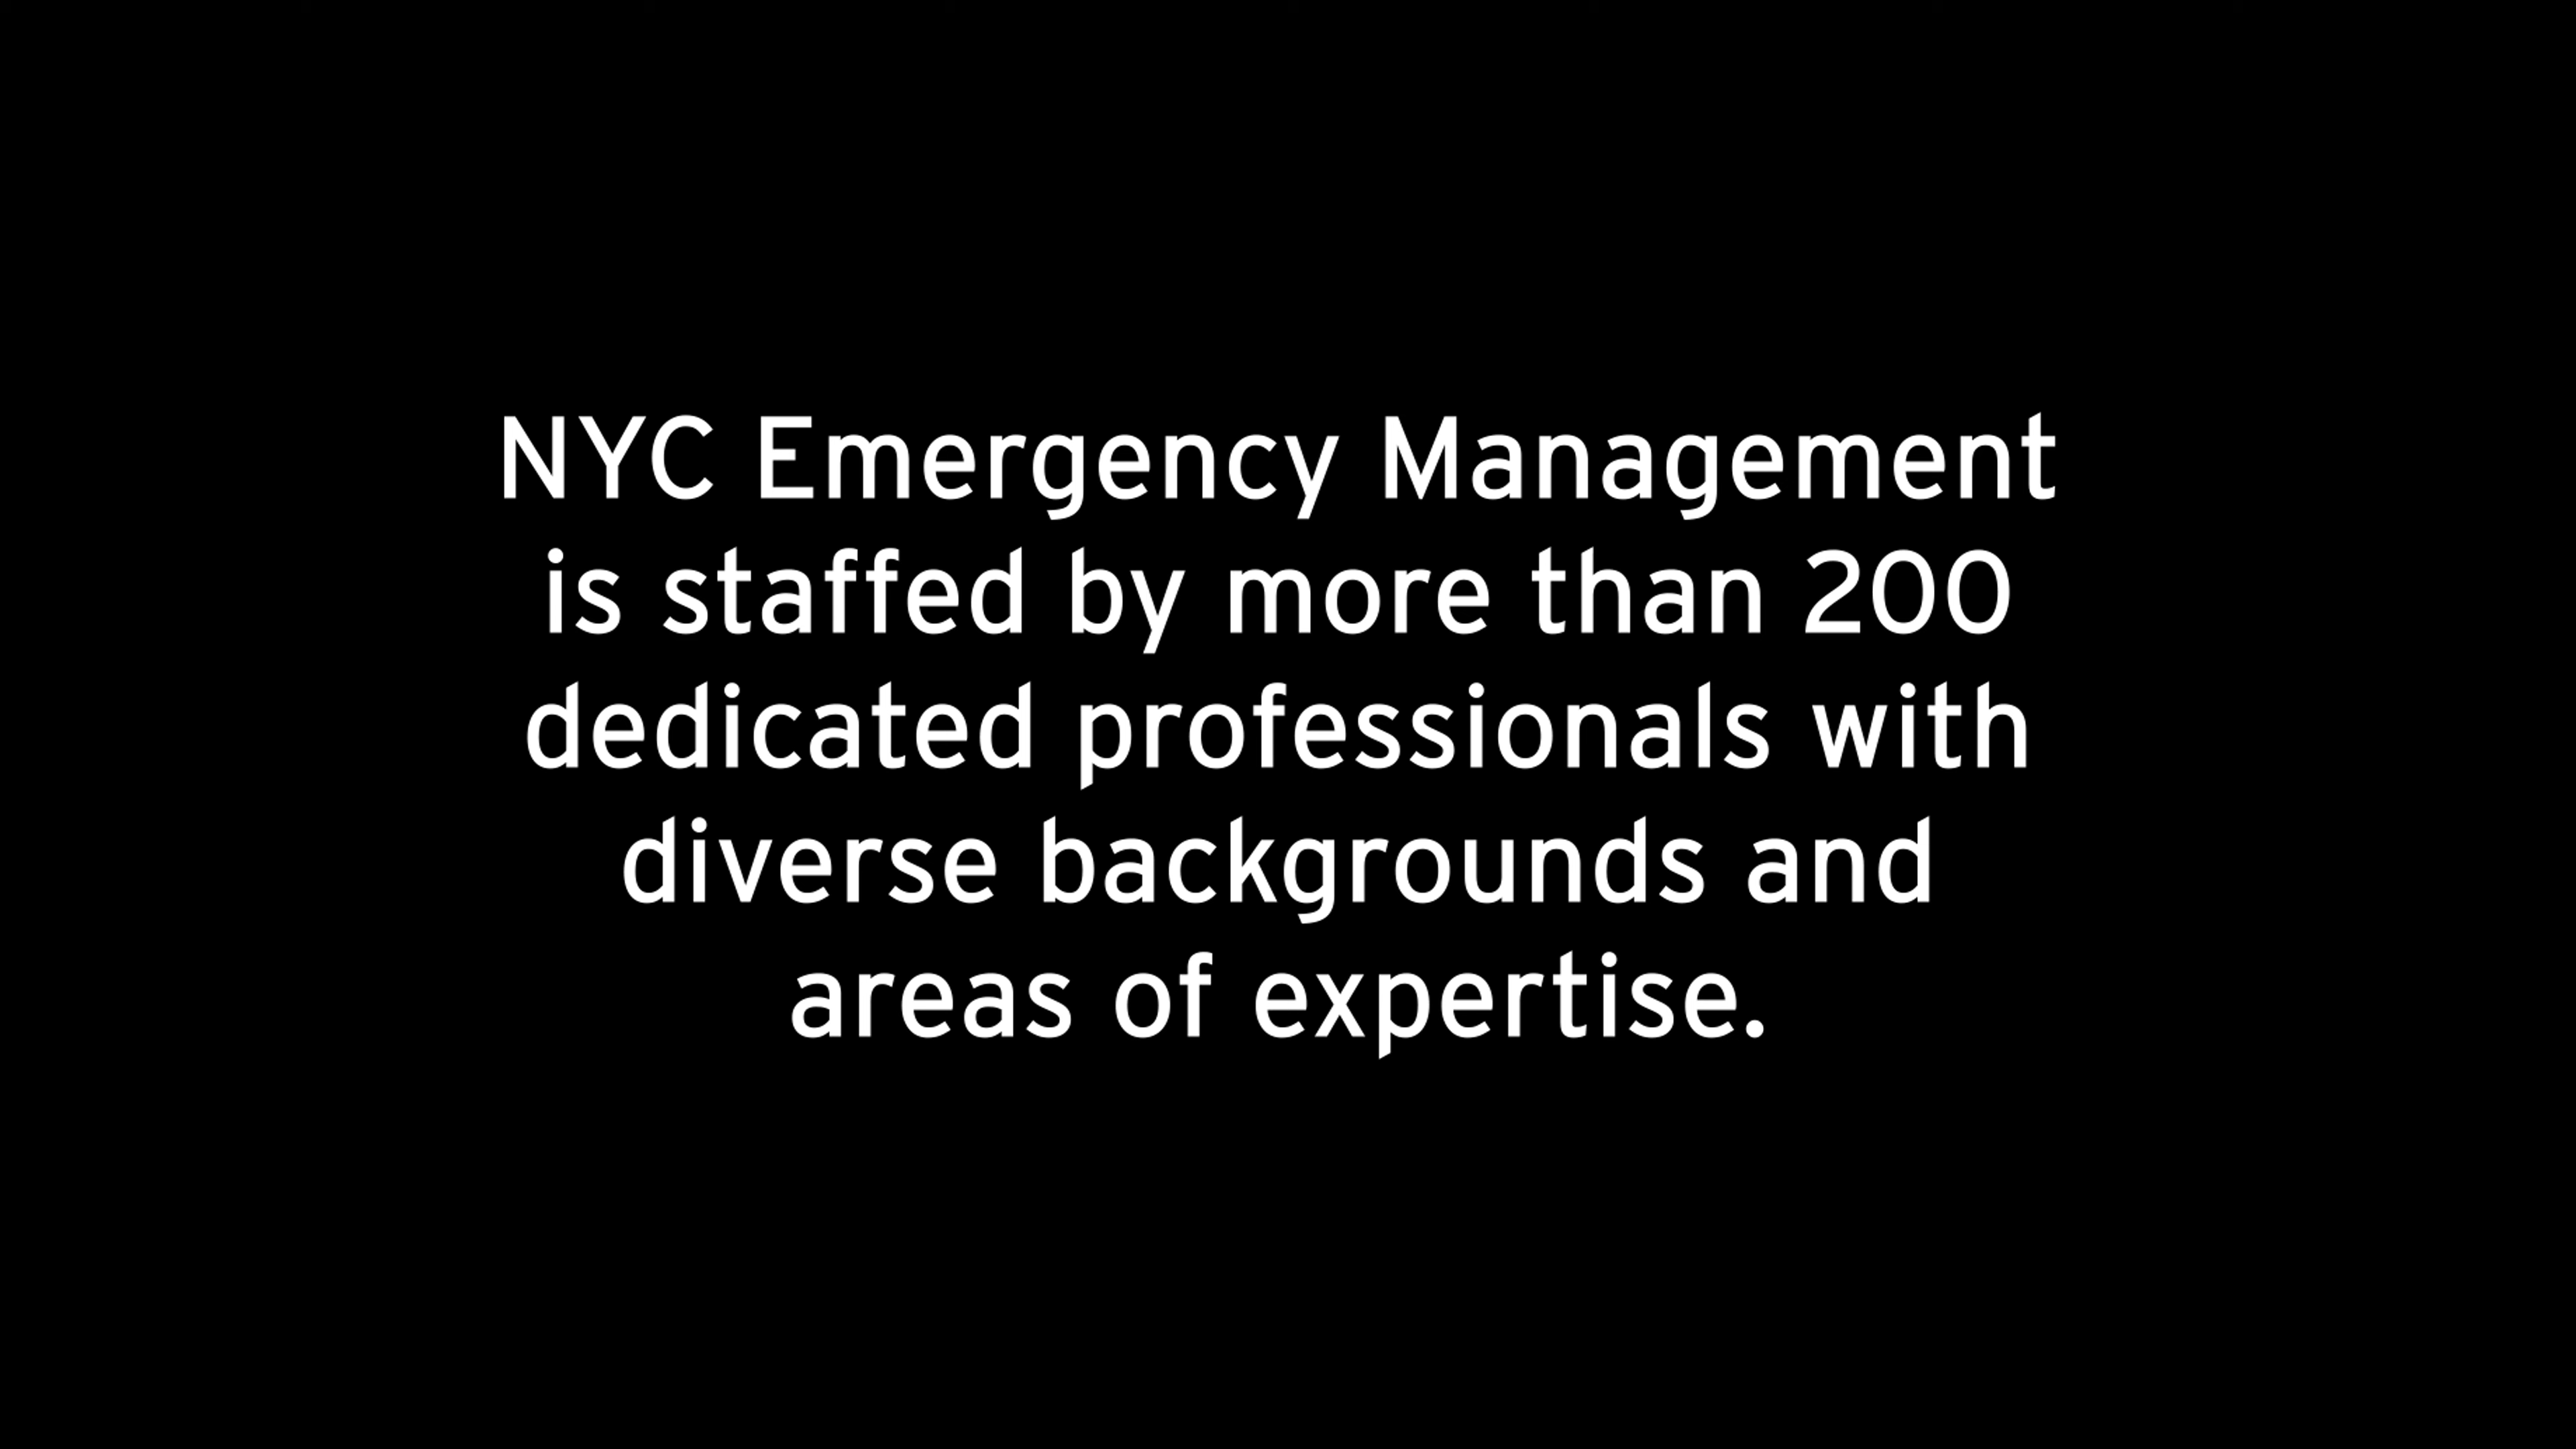 NYC Emergency Management
is staffed by more than 200
dedicated professionals with
diverse backgrounds and
areas of expertise.